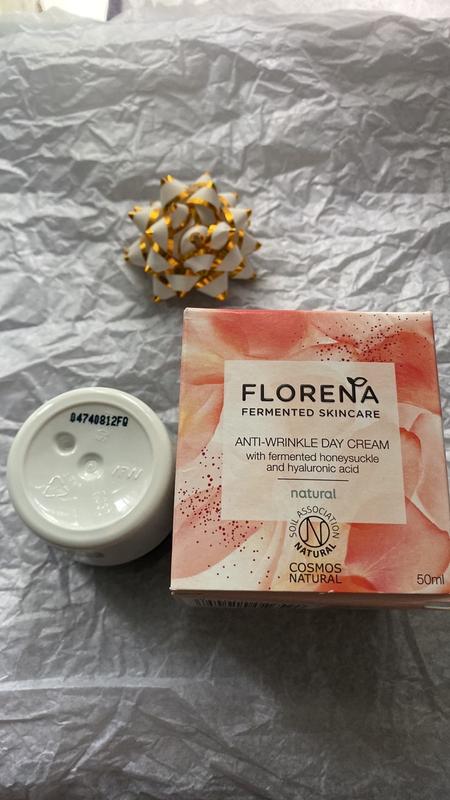 04740812FQ
FLORENA
FERMENTED SKINCARE
ANTI-WRINKLE DAY CREAM
with fermented honeysuckle
and hyaluronic acid
natural
SOIL ASSOCIATION
NATURAL
COSMOS
NATURAL
50ml